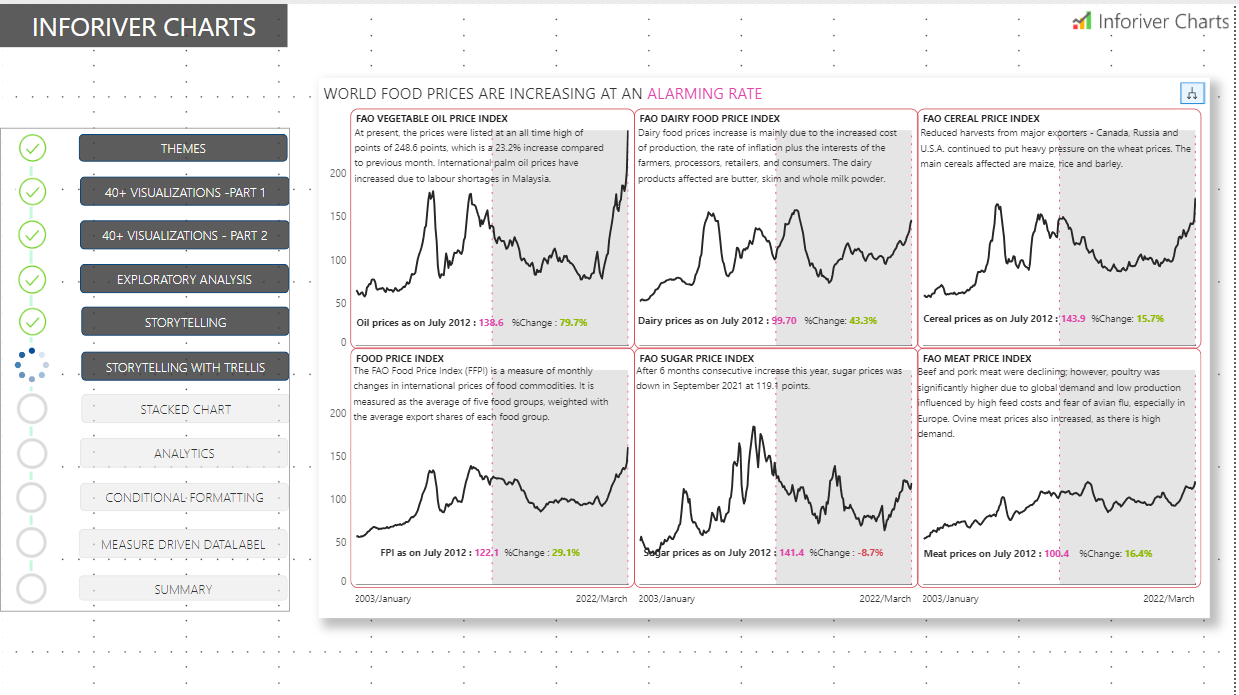 INFORIVER CHARTS
Inforiver Charts
THEMES
40+ VISUALIZATIONS -PART 1
40+ VISUALIZATIONS - PART 2
EXPLORATORY ANALYSIS
STORYTELLING
STORYTELLING WITH TRELLIS
STACKED CHART
ANALYTICS
CONDITIONAL FORMATTING
MEASURE DRIVEN DATALABEL
SUMMARY
WORLD FOOD PRICES ARE INCREASING AT AN ALARMING RATE
FAO VEGETABLE OIL PRICE INDEX
At present, the prices were listed at an all time high of
points of 248.6 points, which is a 23.2% increase compared
to previous month. International palm oil prices have
increased due to labour shortages in Malaysia.
200
150
100
50
0
Oil prices as on July 2012 : 138.6 %Change : 79.7%
FAO DAIRY FOOD PRICE INDEX
Dairy food prices increase is mainly due to the increased cost
of production, the rate of inflation plus the interests of the
farmers, processors, retailers, and consumers. The dairy
products affected are butter, skim and whole milk powder.
Dairy prices as on July 2012 : 99.70 %Change: 43.3%
FAO CEREAL PRICE INDEX
Reduced harvests from major exporters - Canada, Russia and
U.S.A. continued to put heavy pressure on the wheat prices. The
main cereals affected are maize, rice and barley.
Cereal prices as on July 2012 : 143.9 %Change: 15.7%
FOOD PRICE INDEX
The FAO Food Price Index (FFPI) is a measure of monthly
changes in international prices of food commodities. It is
measured as the average of five food groups, weighted with
the average export shares of each food group.
200
150
100
50
0
FPI as on July 2012 : 122.1 %Change : 29.1%
2003/January 2022/March
FAO SUGAR PRICE INDEX
After 6 months consecutive increase this year, sugar prices was
down in September 2021 at 119.1 points.
Sugar prices as on July 2012 : 141.4 %Change : -8.7%
2003/January 2022/March
FAO MEAT PRICE INDEX
Beef and pork meat were declining; however, poultry was
significantly higher due to global demand and low production
influenced by high feed costs and fear of avian flu, especially in
Europe. Ovine meat prices also increased, as there is high
demand.
Meat prices on July 2012 : 100.4 %Change: 16.4%
2003/January 2022/March